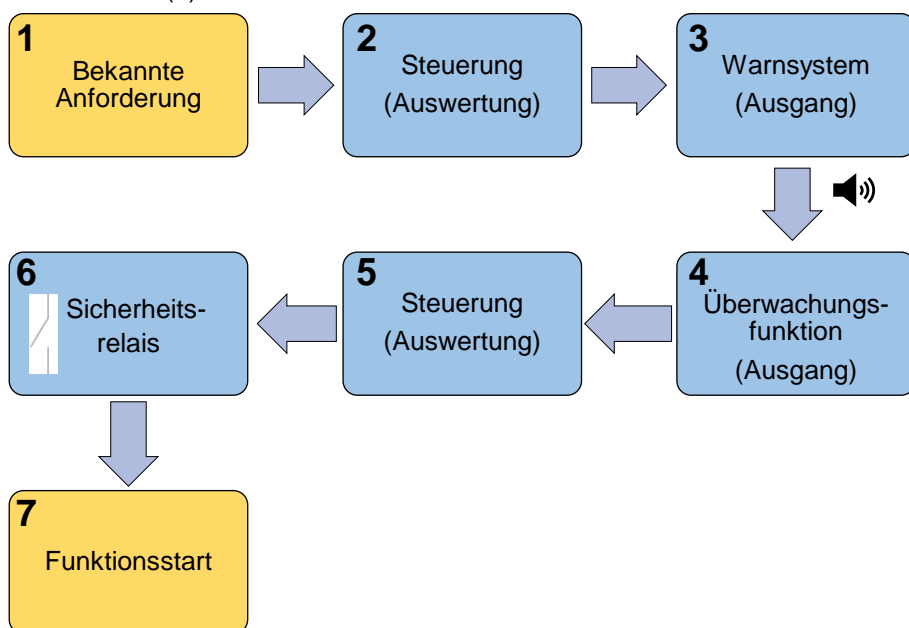 1
Bekannte
Anforderung
2
Steuerung
(Auswertung)
3
Warnsystem
(Ausgang)
4
Überwachungs-
funktion
(Ausgang)
5
Steuerung
(Auswertung)
6
Sicherheits-
relais
7
Funktionsstart